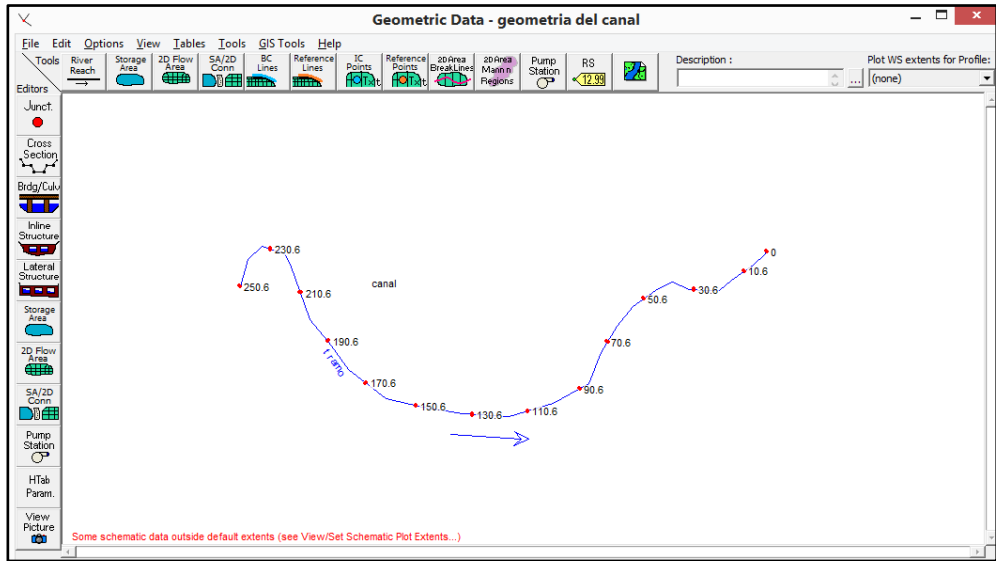 Geometric Data - geometria del canal
File Edit Options View Tables Tools GIS Tools Help
Tools
Editors
River
Reach
Storage
Area
2D Flow
Area
SA/2D
Conn
BC
Lines
Reference
Lines
IC
Points
Reference
Points
2D Area
BreakLines
2D Area
Mann n
Regions
Pump
Station
RS
12.99
Description :
...
Plot WS extents for Profile:
(none)
Junct.
Cross
Section
Brdg/Culv
Inline
Structure
Lateral
Structure
Storage
Area
2D Flow
Area
SA/2D
Conn
Pump
Station
HTab
Param.
View
Picture
230.6
0
10.6
250.6
canal
210.6
30.6
50.6
190.6
70.6
tramo
170.6
90.6
150.6
130.6
110.6
Some schematic data outside default extents (see View/Set Schematic Plot Extents...)